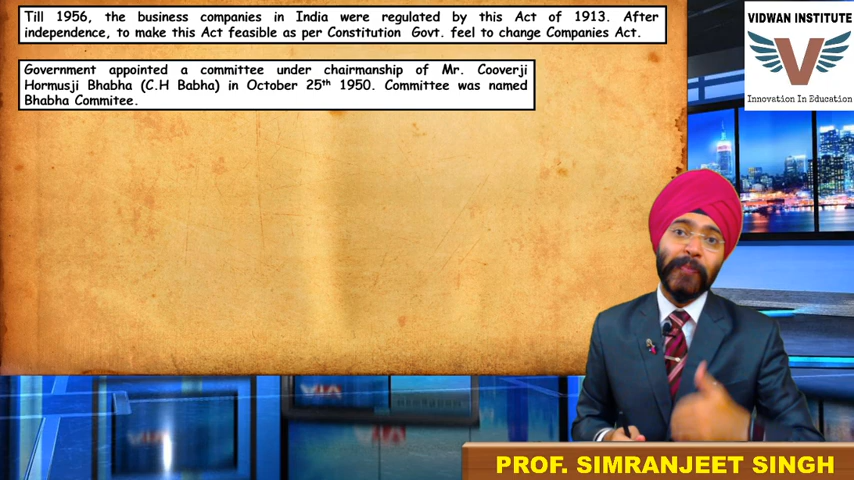 Till 1956, the business companies in India were regulated by this Act of 1913. After
independence, to make this Act feasible as per Constitution Govt. feel to change Companies Act.
Government appointed a committee under chairmanship of Mr. Cooverji
Hormusji Bhabha (C.H Babha) in October 25th 1950. Committee was named
Bhabha Commitee.
VIDWAN INSTITUTE
V
Innovation In Education
VIA
PROF. SIMRANJEET SINGH